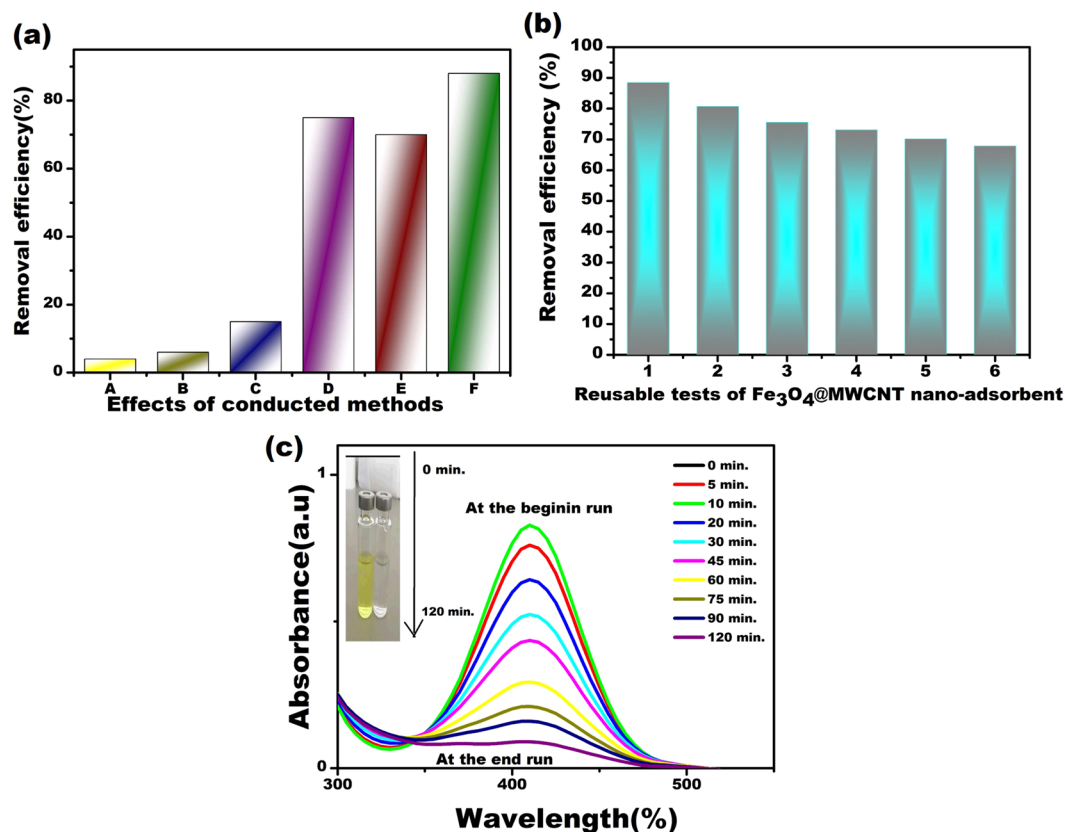 (a)
Removal efficiency(%)
80
60
40
20
0
A B C D E F
Effects of conducted methods
(b)
Removal efficiency (%)
100
90
80
70
60
50
40
30
20
10
0
1 2 3 4 5 6
Reusable tests of Fe3O4@MWCNT nano-adsorbent
(c)
Absorbance(a.u)
1
0
0 min.
120 min.
At the beginin run
At the end run
0 min.
5 min.
10 min.
20 min.
30 min.
45 min.
60 min.
75 min.
90 min.
120 min.
300 400 500
Wavelength(%)